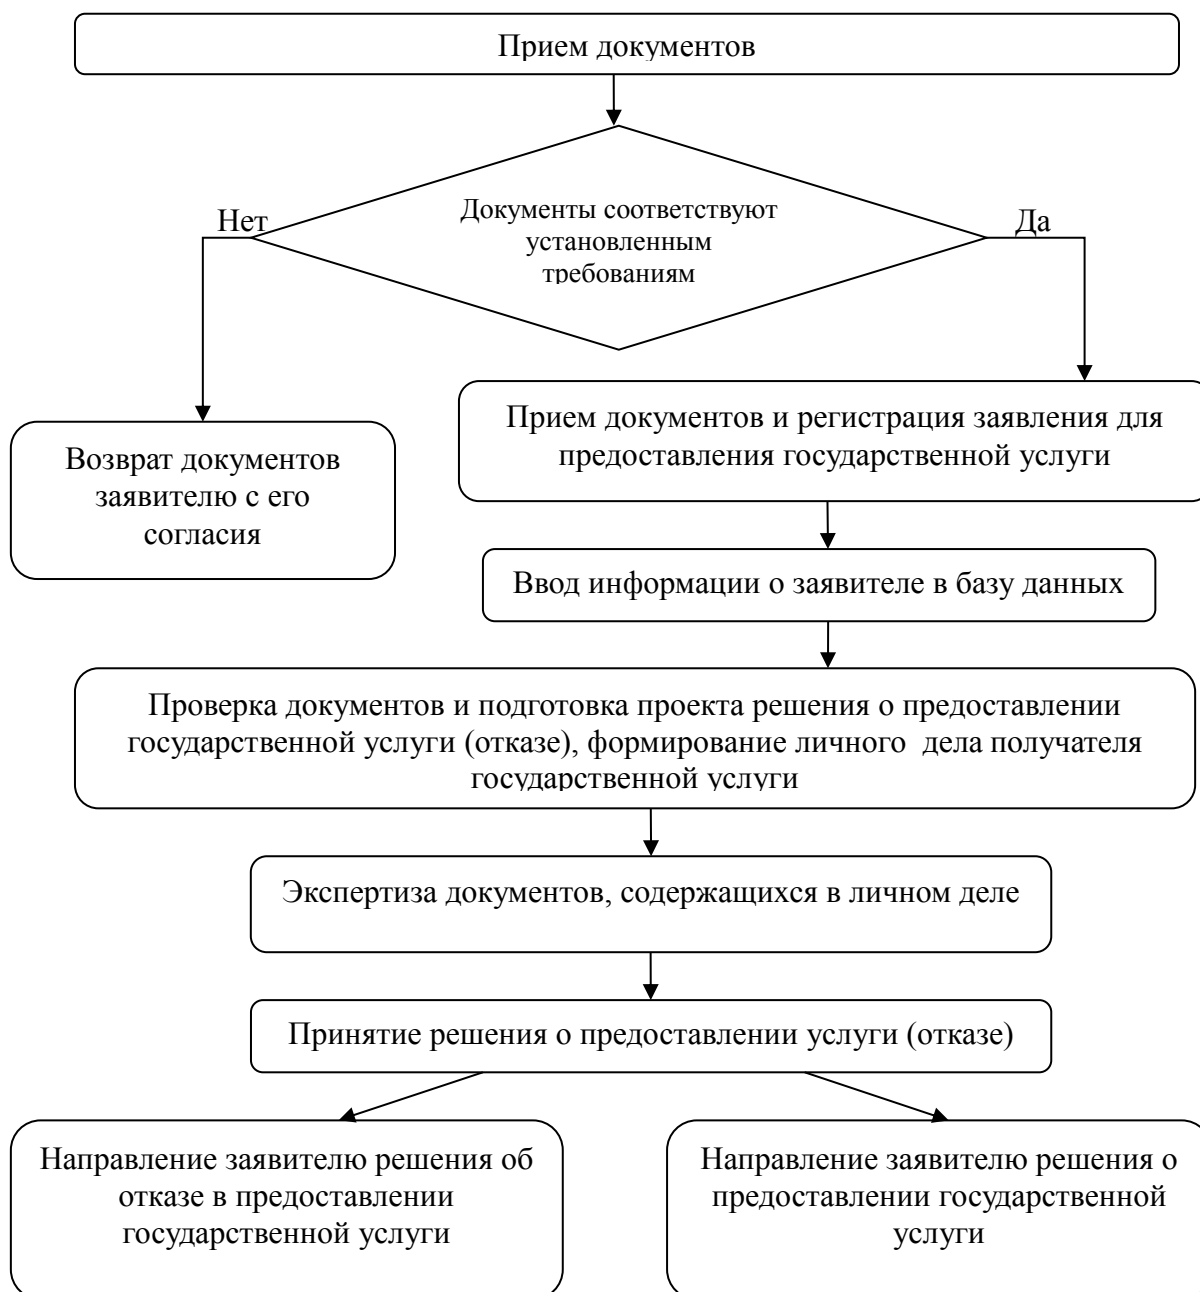 Прием документов
Документы соответствуют
установленным
требованиям
Нет
Да
Возврат документов
заявителю с его
согласия
Прием документов и регистрация заявления для
предоставления государственной услуги
Ввод информации о заявителе в базу данных
Проверка документов и подготовка проекта решения о предоставлении
государственной услуги (отказе), формирование личного  дела получателя
государственной услуги
Экспертиза документов, содержащихся в личном деле
Принятие решения о предоставлении услуги (отказе)
Направление заявителю решения об
отказе в предоставлении
государственной услуги
Направление заявителю решения о
предоставлении государственной
услуги